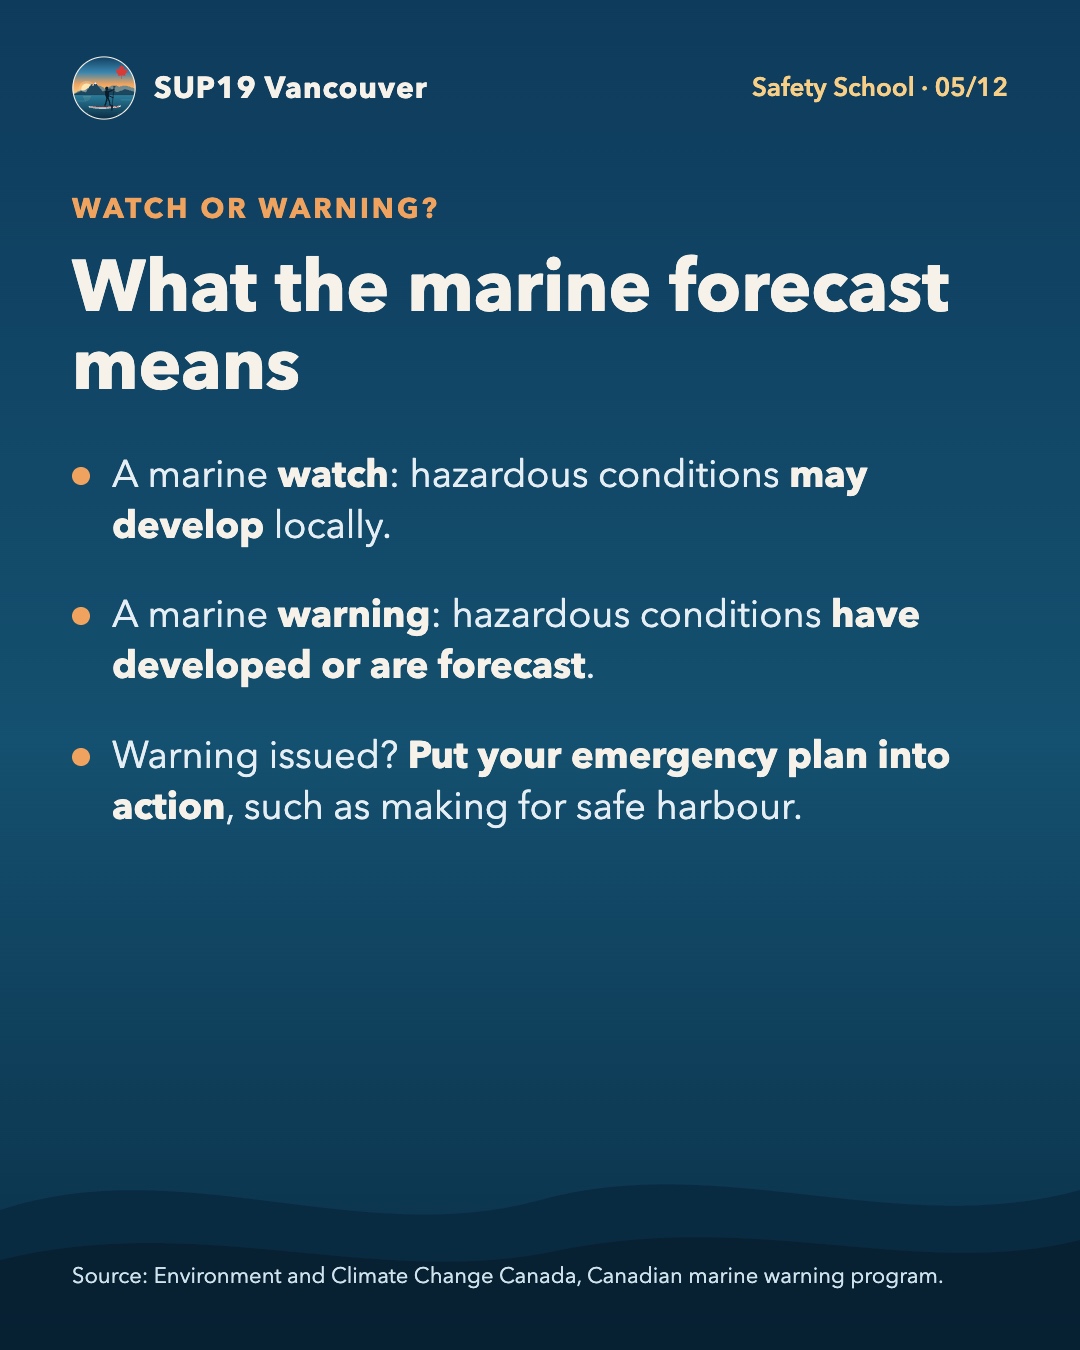 SUP19 Vancouver
Safety School · 05/12
WATCH OR WARNING?
What the marine forecast
means
A marine watch: hazardous conditions may
develop locally.
A marine warning: hazardous conditions have
developed or are forecast.
Warning issued? Put your emergency plan into
action, such as making for safe harbour.
Source: Environment and Climate Change Canada, Canadian marine warning program.